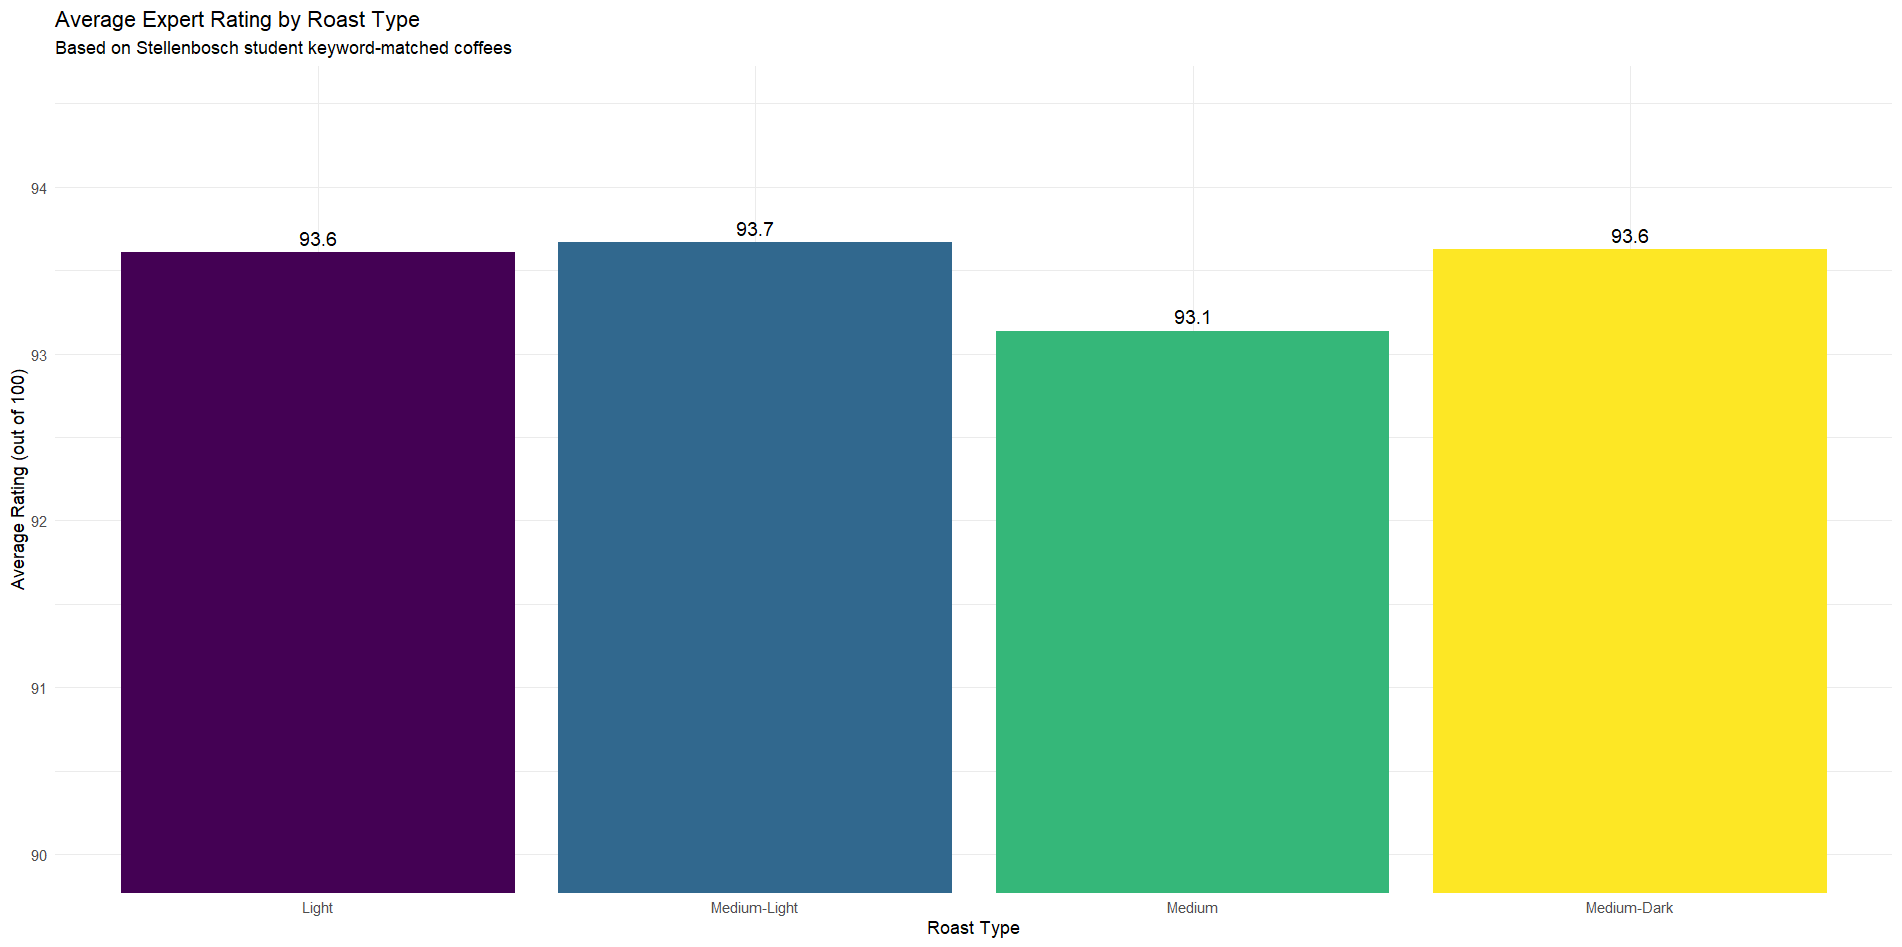 Average Expert Rating by Roast Type
Based on Stellenbosch student keyword-matched coffees
Average Rating (out of 100)
94
93
92
91
90
93.6
93.7
93.1
93.6
Light
Medium-Light
Medium
Medium-Dark
Roast Type